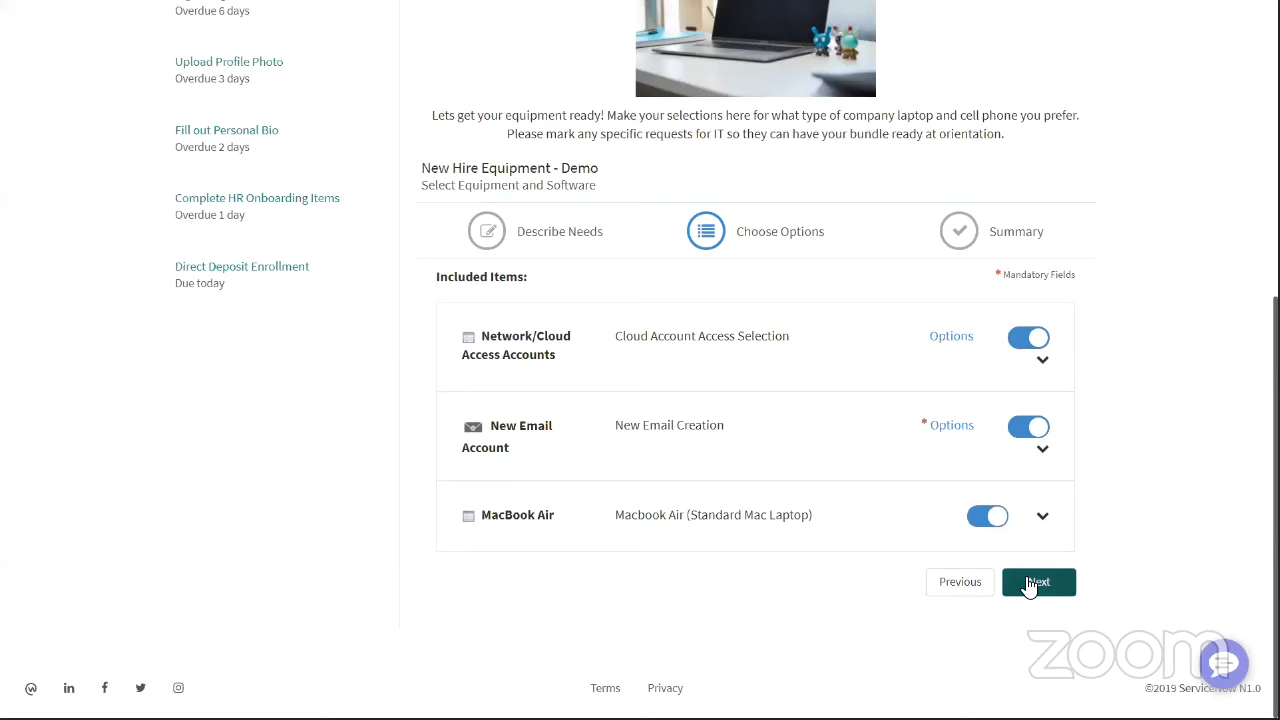 Overdue 6 days
Upload Profile Photo
Overdue 3 days
Fill out Personal Bio
Overdue 2 days
Complete HR Onboarding Items
Overdue 1 day
Direct Deposit Enrollment
Due today
Lets get your equipment ready! Make your selections here for what type of company laptop and cell phone you prefer.
Please mark any specific requests for IT so they can have your bundle ready at orientation.
New Hire Equipment - Demo
Select Equipment and Software
Describe Needs
Choose Options
Summary
Included Items:
* Mandatory Fields
Network/Cloud
Access Accounts
Cloud Account Access Selection
Options
New Email
Account
New Email Creation
* Options
MacBook Air
Macbook Air (Standard Mac Laptop)
Previous
Next
zoom
Terms
Privacy
©2019 ServiceNow N1.0